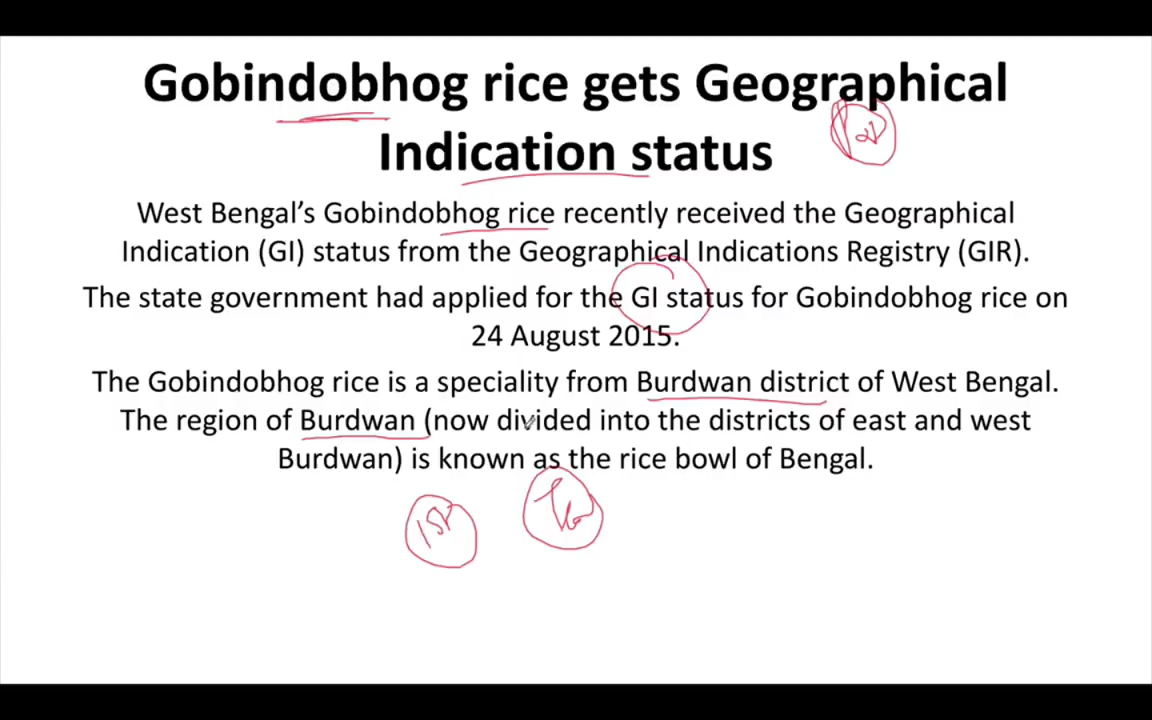 Gobindobhog rice gets Geographical
Indication status
West Bengal’s Gobindobhog rice recently received the Geographical
Indication (GI) status from the Geographical Indications Registry (GIR).
The state government had applied for the GI status for Gobindobhog rice on
24 August 2015.
The Gobindobhog rice is a speciality from Burdwan district of West Bengal.
The region of Burdwan (now divided into the districts of east and west
Burdwan) is known as the rice bowl of Bengal.